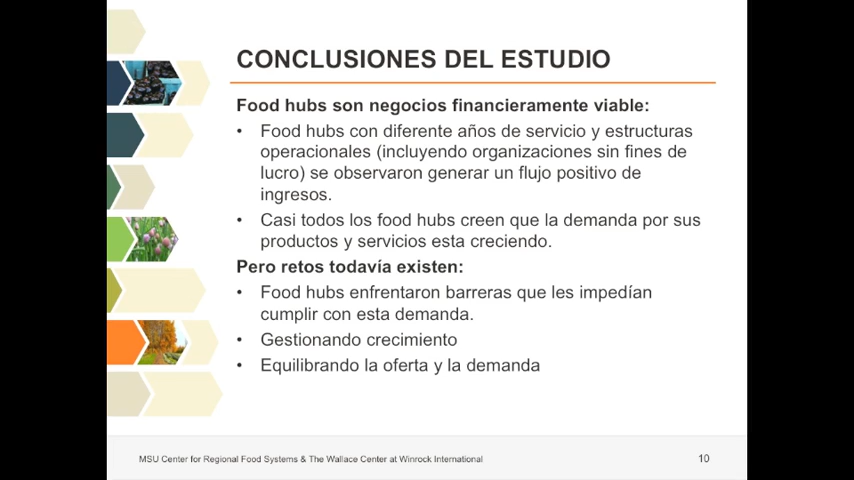 CONCLUSIONES DEL ESTUDIO
Food hubs son negocios financieramente viable:
• Food hubs con diferente años de servicio y estructuras
operacionales (incluyendo organizaciones sin fines de
lucro) se observaron generar un flujo positivo de
ingresos.
• Casi todos los food hubs creen que la demanda por sus
productos y servicios esta creciendo.
Pero retos todavía existen:
• Food hubs enfrentaron barreras que les impedían
cumplir con esta demanda.
• Gestionando crecimiento
• Equilibrando la oferta y la demanda
MSU Center for Regional Food Systems & The Wallace Center at Winrock International
10